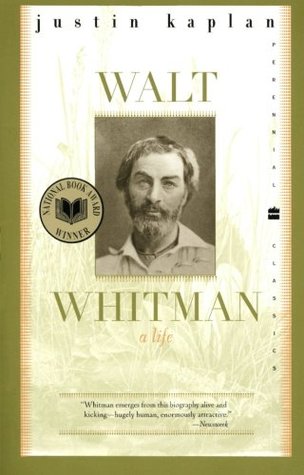 justin kaplan
WALT
NATIONAL BOOK AWARD
WINNER
WHITMAN
a life
PERENNIAL
CLASSICS
"Whitman emerges from this biography alive and
kicking—hugely human, enormously attractive."
—Newsweek